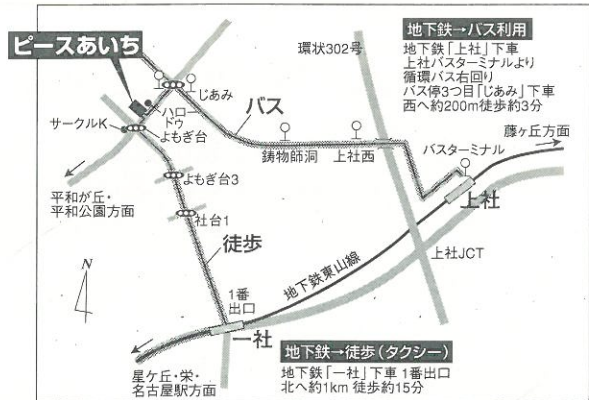 ピースあいち
サークルK
ハロードゥ
よもぎ台
じあみ
バス
環状302号
地下鉄→バス利用
地下鉄「上社」下車
上社バスターミナルより
循環バス右回り
バス停3つ目「じあみ」下車
西へ約200m徒歩約3分
藤ヶ丘方面
鋳物師洞
上社西
バスターミナル
上社
平和が丘・
平和公園方面
よもぎ台3
社台1
徒歩
上社JCT
地下鉄東山線
N
1番
出口
一社
星ケ丘・栄・
名古屋駅方面
地下鉄→徒歩(タクシー)
地下鉄「一社」下車 1番出口
北へ約1km 徒歩約15分